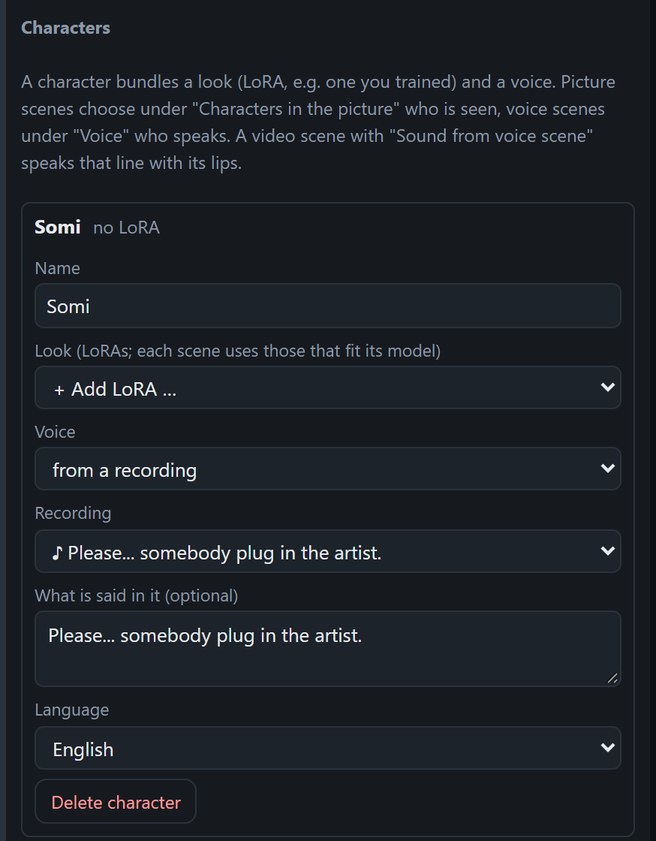 Characters
A character bundles a look (LoRA, e.g. one you trained) and a voice. Picture
scenes choose under "Characters in the picture" who is seen, voice scenes
under "Voice" who speaks. A video scene with "Sound from voice scene"
speaks that line with its lips.
Somi no LoRA
Name
Somi
Look (LoRAs; each scene uses those that fit its model)
+ Add LoRA ...
Voice
from a recording
Recording
♪ Please... somebody plug in the artist.
What is said in it (optional)
Please... somebody plug in the artist.
Language
English
Delete character